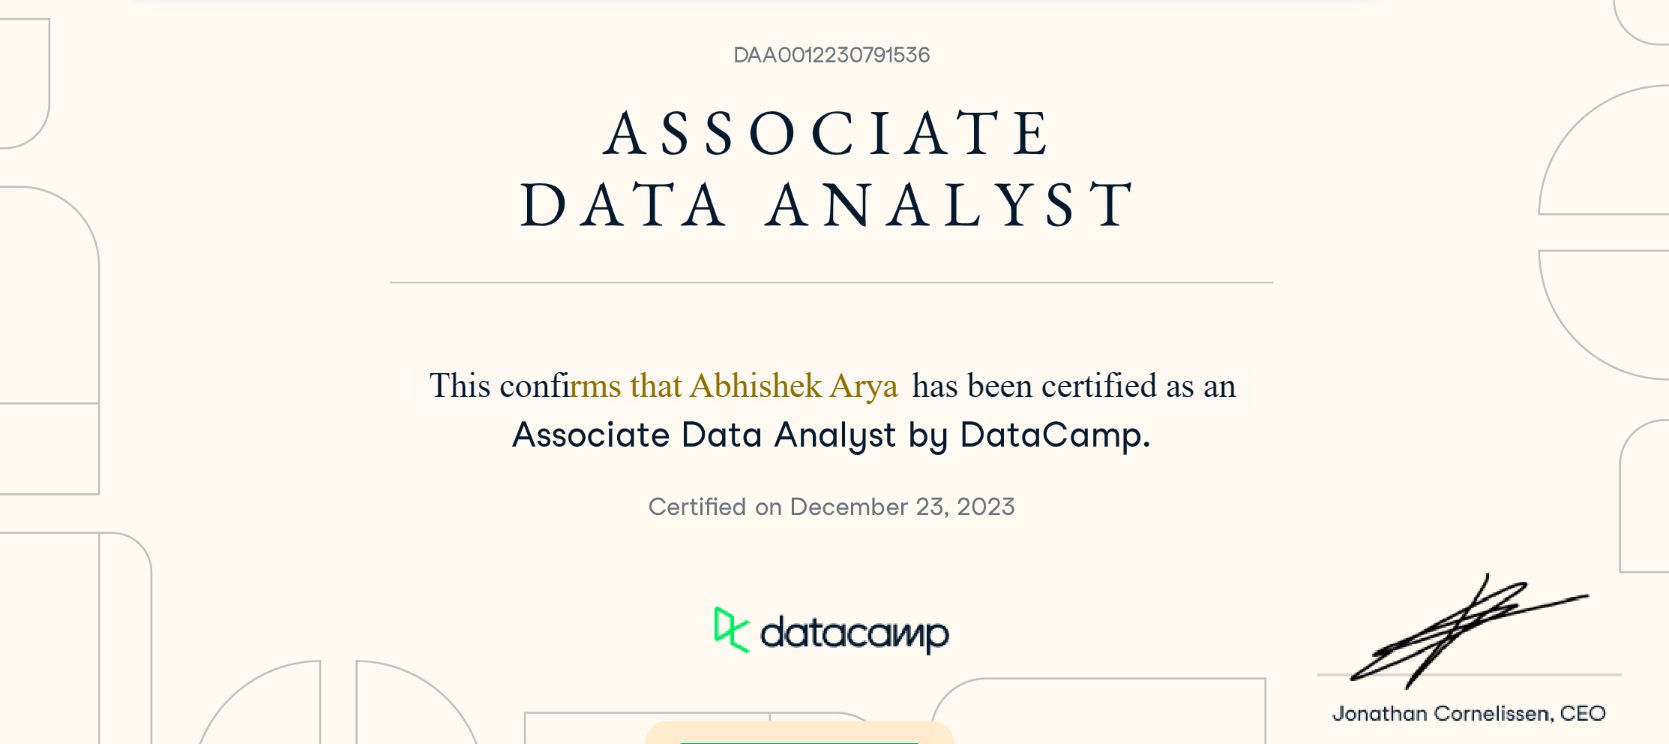 DAA0012230791536
ASSOCIATE
DATA ANALYST
This confirms that Abhishek Arya has been certified as an
Associate Data Analyst by DataCamp.
Certified on December 23, 2023
datacamp
Jonathan Cornelissen, CEO